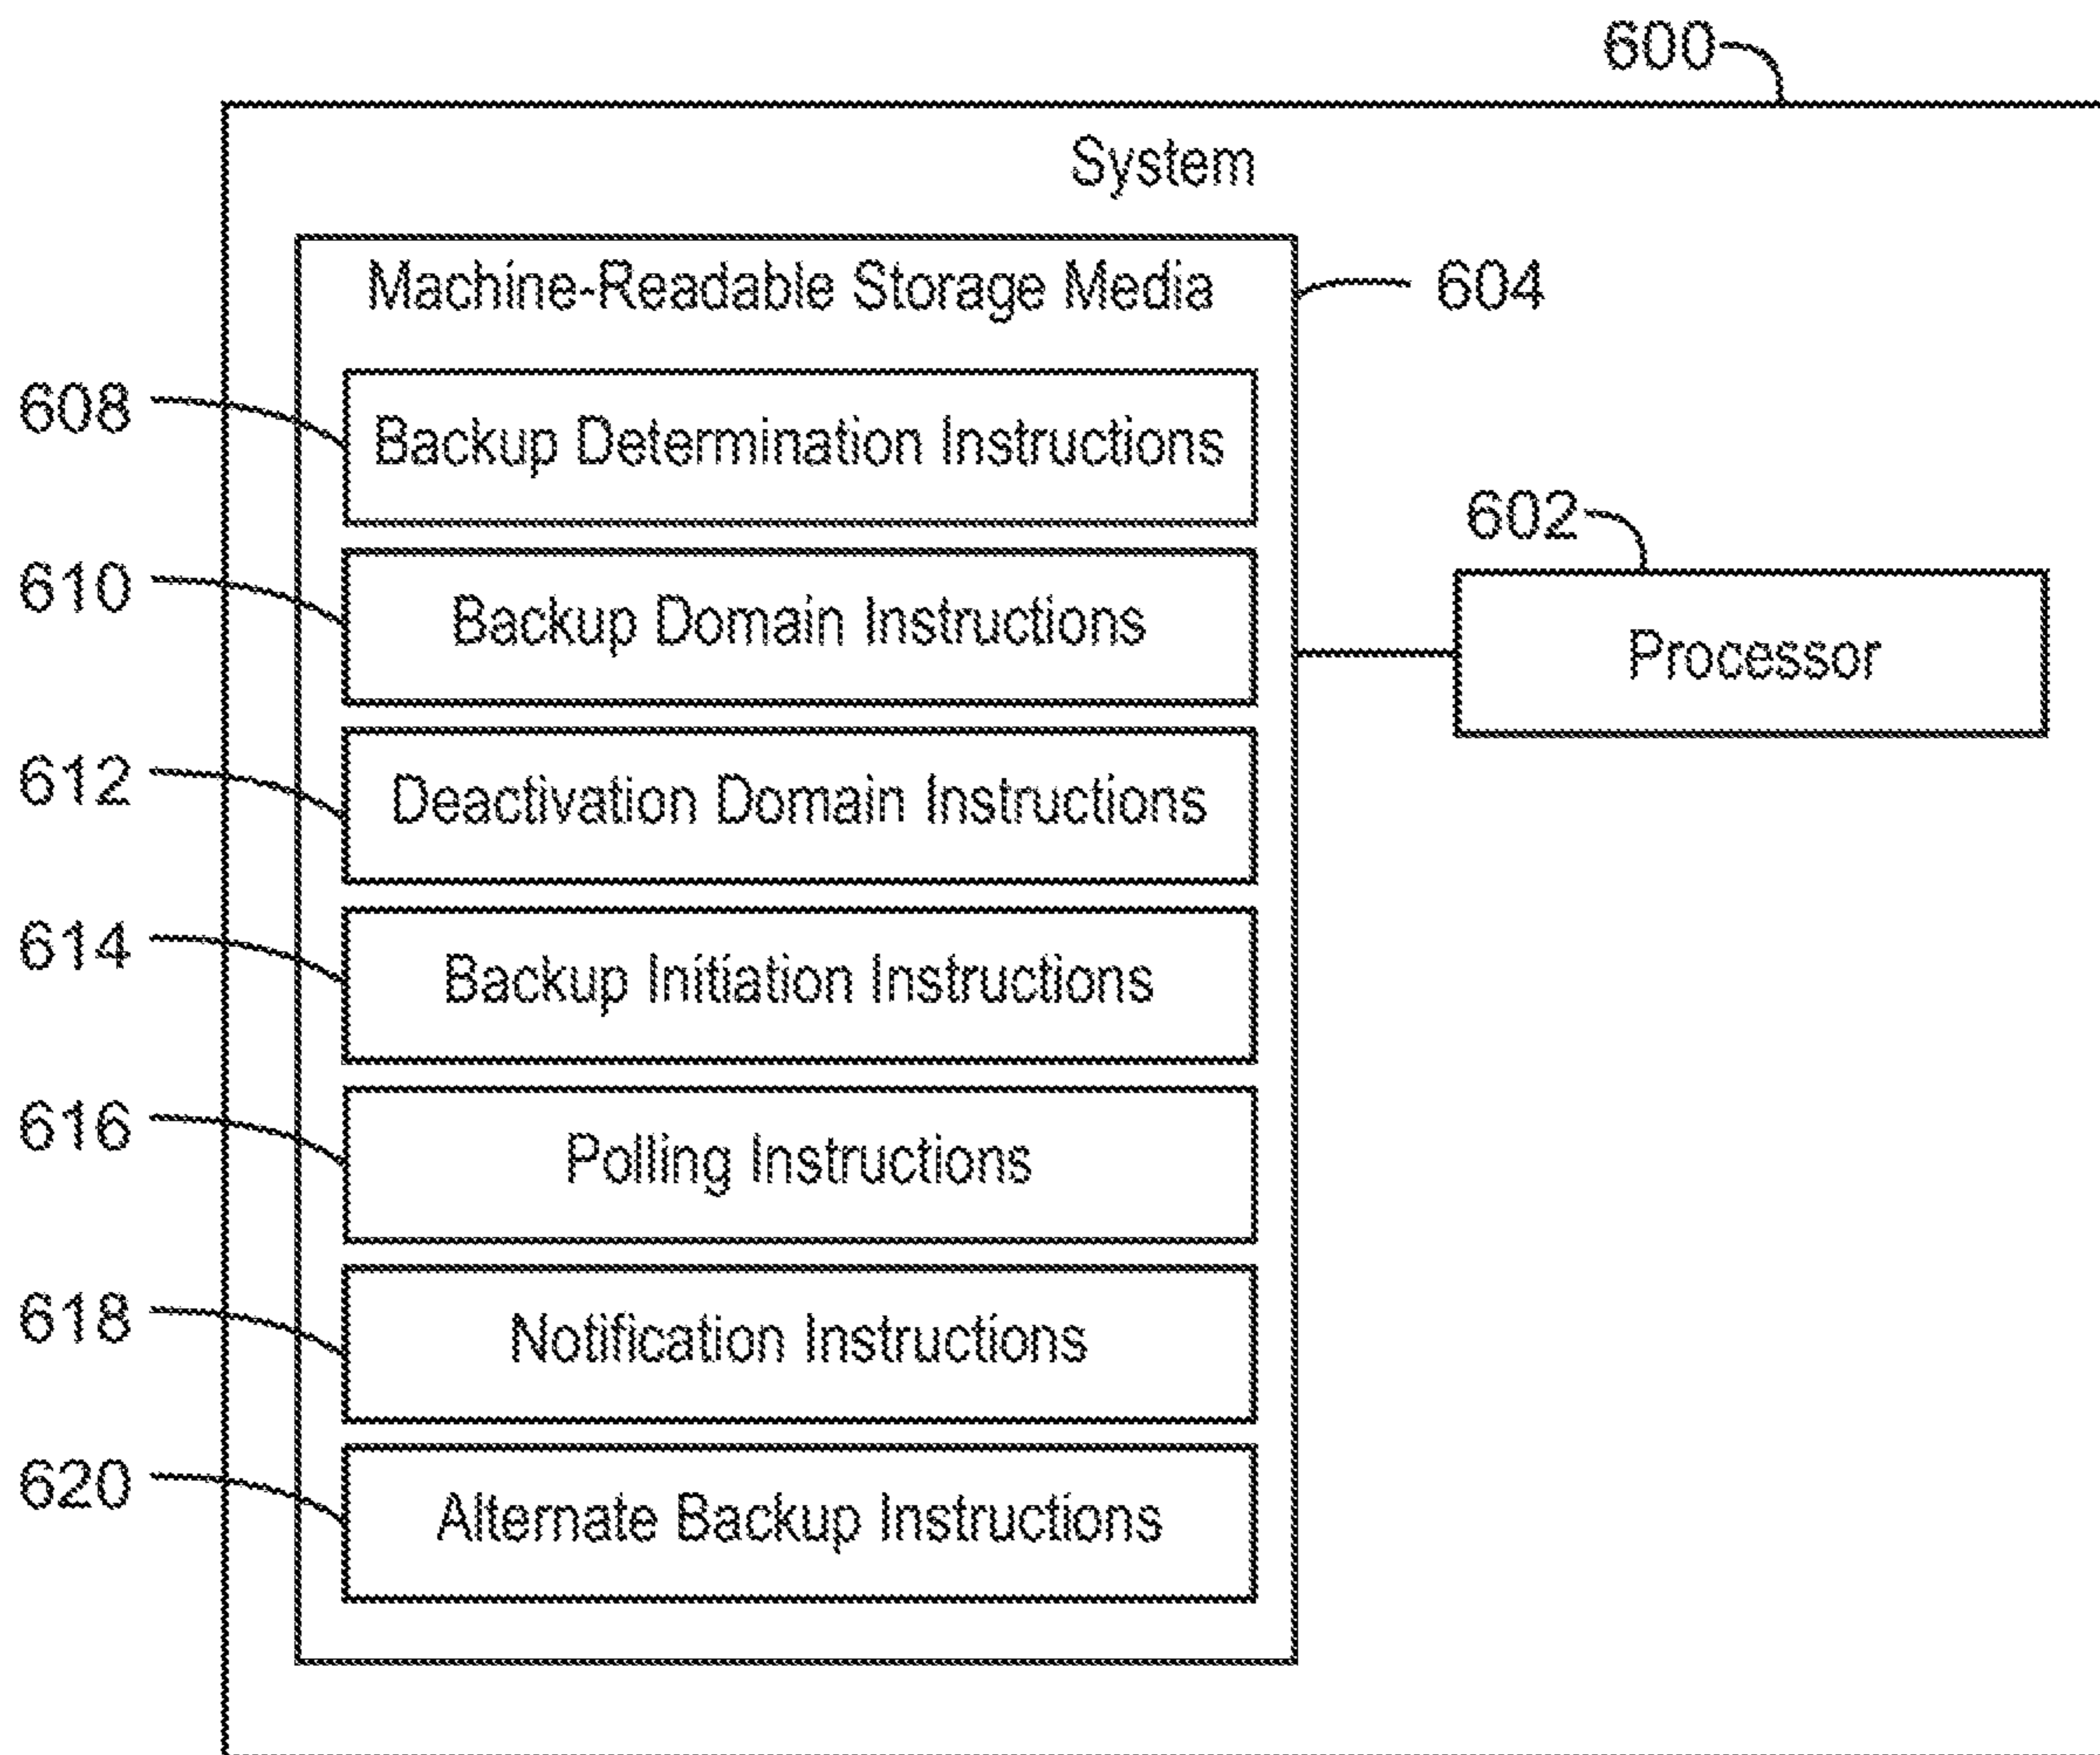 600
System
Machine-Readable Storage Media
604
608
Backup Determination Instructions
602
610
Backup Domain Instructions
Processor
612
Deactivation Domain Instructions
614
Backup Initiation Instructions
616
Polling Instructions
618
Notification Instructions
620
Alternate Backup Instructions